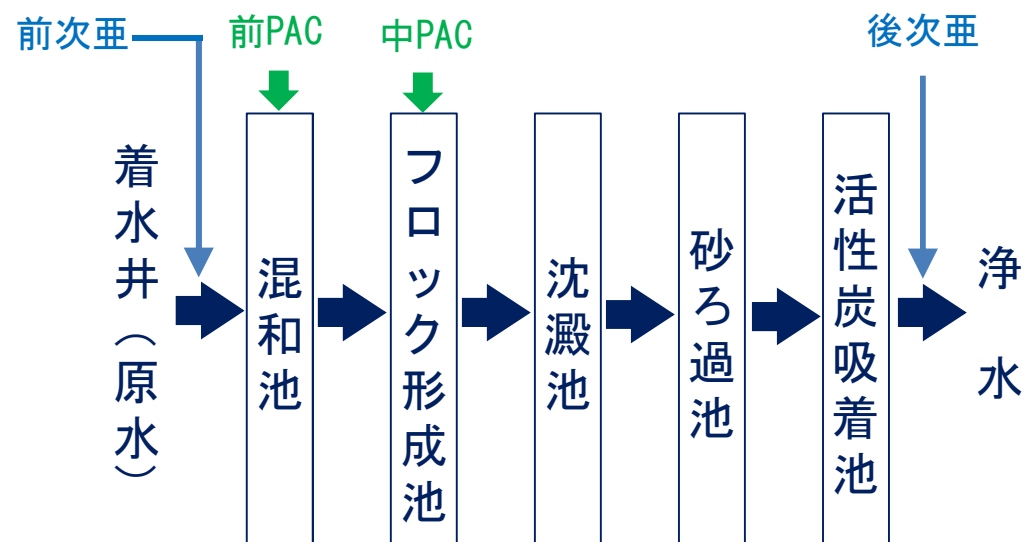 前次亜
前PAC
中PAC
後次亜
着水井（原水）
混和池
フロック形成池
沈澱池
砂ろ過池
活性炭吸着池
浄水